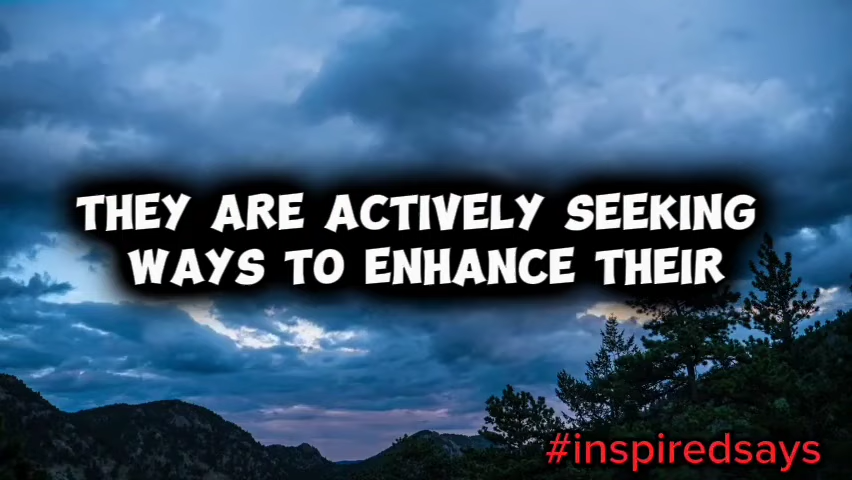 THEY ARE ACTIVELY SEEKING
WAYS TO ENHANCE THEIR
#inspiredsays